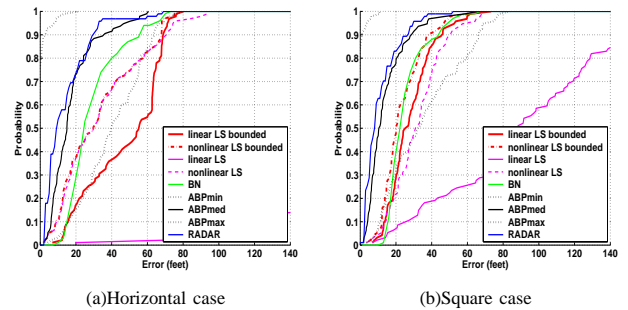 1
0.9
0.8
0.7
0.6
0.5
0.4
0.3
0.2
0.1
0
Probability
0 20 40 60 80 100 120 140
Error (feet)
linear LS bounded
nonlinear LS bounded
linear LS
nonlinear LS
BN
ABPmin
ABPmed
ABPmax
RADAR
(a)Horizontal case
1
0.9
0.8
0.7
0.6
0.5
0.4
0.3
0.2
0.1
0
Probability
0 20 40 60 80 100 120 140
Error (feet)
linear LS bounded
nonlinear LS bounded
linear LS
nonlinear LS
BN
ABPmin
ABPmed
ABPmax
RADAR
(b)Square case